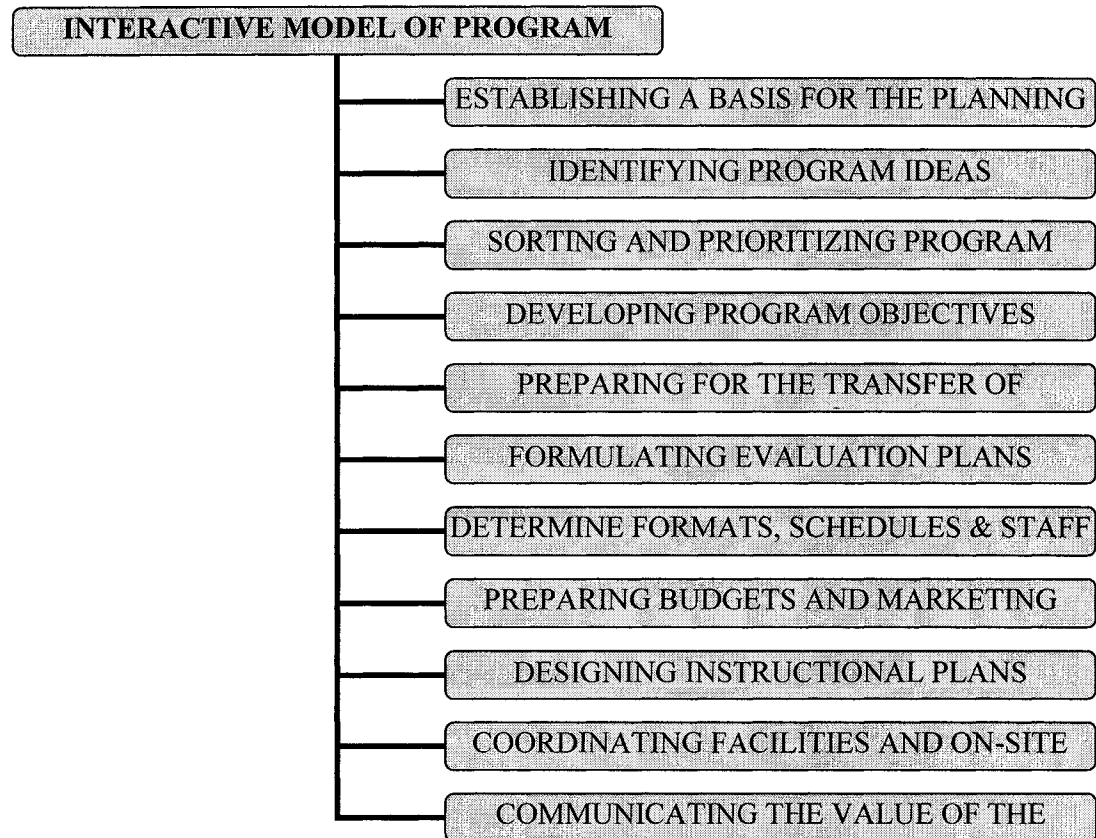 INTERACTIVE MODEL OF PROGRAM
ESTABLISHING A BASIS FOR THE PLANNING
IDENTIFYING PROGRAM IDEAS
SORTING AND PRIORITIZING PROGRAM
DEVELOPING PROGRAM OBJECTIVES
PREPARING FOR THE TRANSFER OF
FORMULATING EVALUATION PLANS
DETERMINE FORMATS, SCHEDULES & STAFF
PREPARING BUDGETS AND MARKETING
DESIGNING INSTRUCTIONAL PLANS
COORDINATING FACILITIES AND ON-SITE
COMMUNICATING THE VALUE OF THE